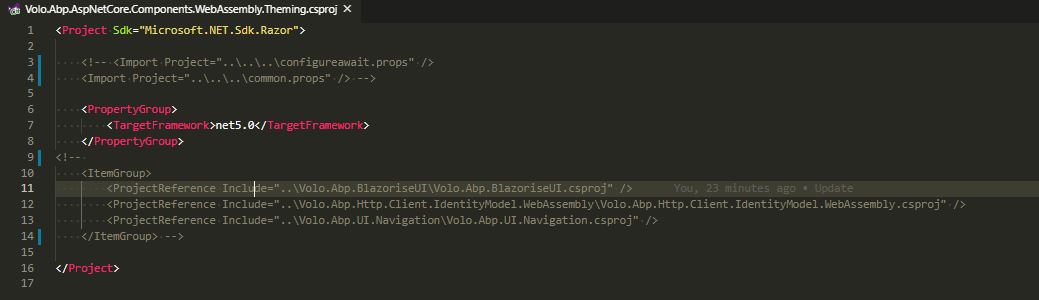 Volo.Abp.AspNetCore.Components.WebAssembly.Theming.csproj ×
1 <Project Sdk="Microsoft.NET.Sdk.Razor">
2
3 <!-- <Import Project="..\..\..\configureawait.props" />
4 <Import Project="..\..\..\common.props" /> -->
5
6 <PropertyGroup>
7 <TargetFramework>net5.0</TargetFramework>
8 </PropertyGroup>
9 <!--
10 <ItemGroup>
11 <ProjectReference Include="..\Volo.Abp.BlazoriseUI\Volo.Abp.BlazoriseUI.csproj" /> You, 23 minutes ago • Update
12 <ProjectReference Include="..\Volo.Abp.Http.Client.IdentityModel.WebAssembly\Volo.Abp.Http.Client.IdentityModel.WebAssembly.csproj" />
13 <ProjectReference Include="..\Volo.Abp.UI.Navigation\Volo.Abp.UI.Navigation.csproj" />
14 </ItemGroup> -->
15
16 </Project>
17